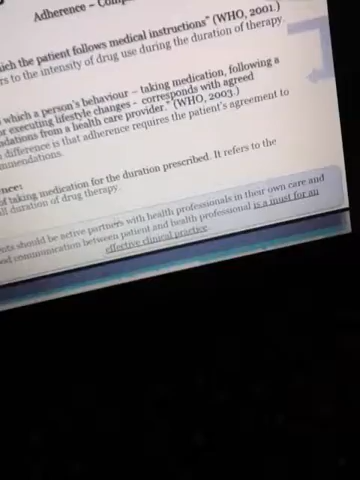 Adherence – Comp
ich the patient follows medical instructions" (WHO, 2001.)
rs to the intensity of drug use during the duration of therapy.
which a person's behaviour – taking medication, following a
or executing lifestyle changes - corresponds with agreed
dations from a health care provider." (WHO, 2003.)
difference is that adherence requires the patient's agreement to
mmendations.
nce:
of taking medication for the duration prescribed. It refers to the
ll duration of drug therapy.
nts should be active partners with health professionals in their own care and
od communication between patient and health professional is a must for an
effective clinical practice